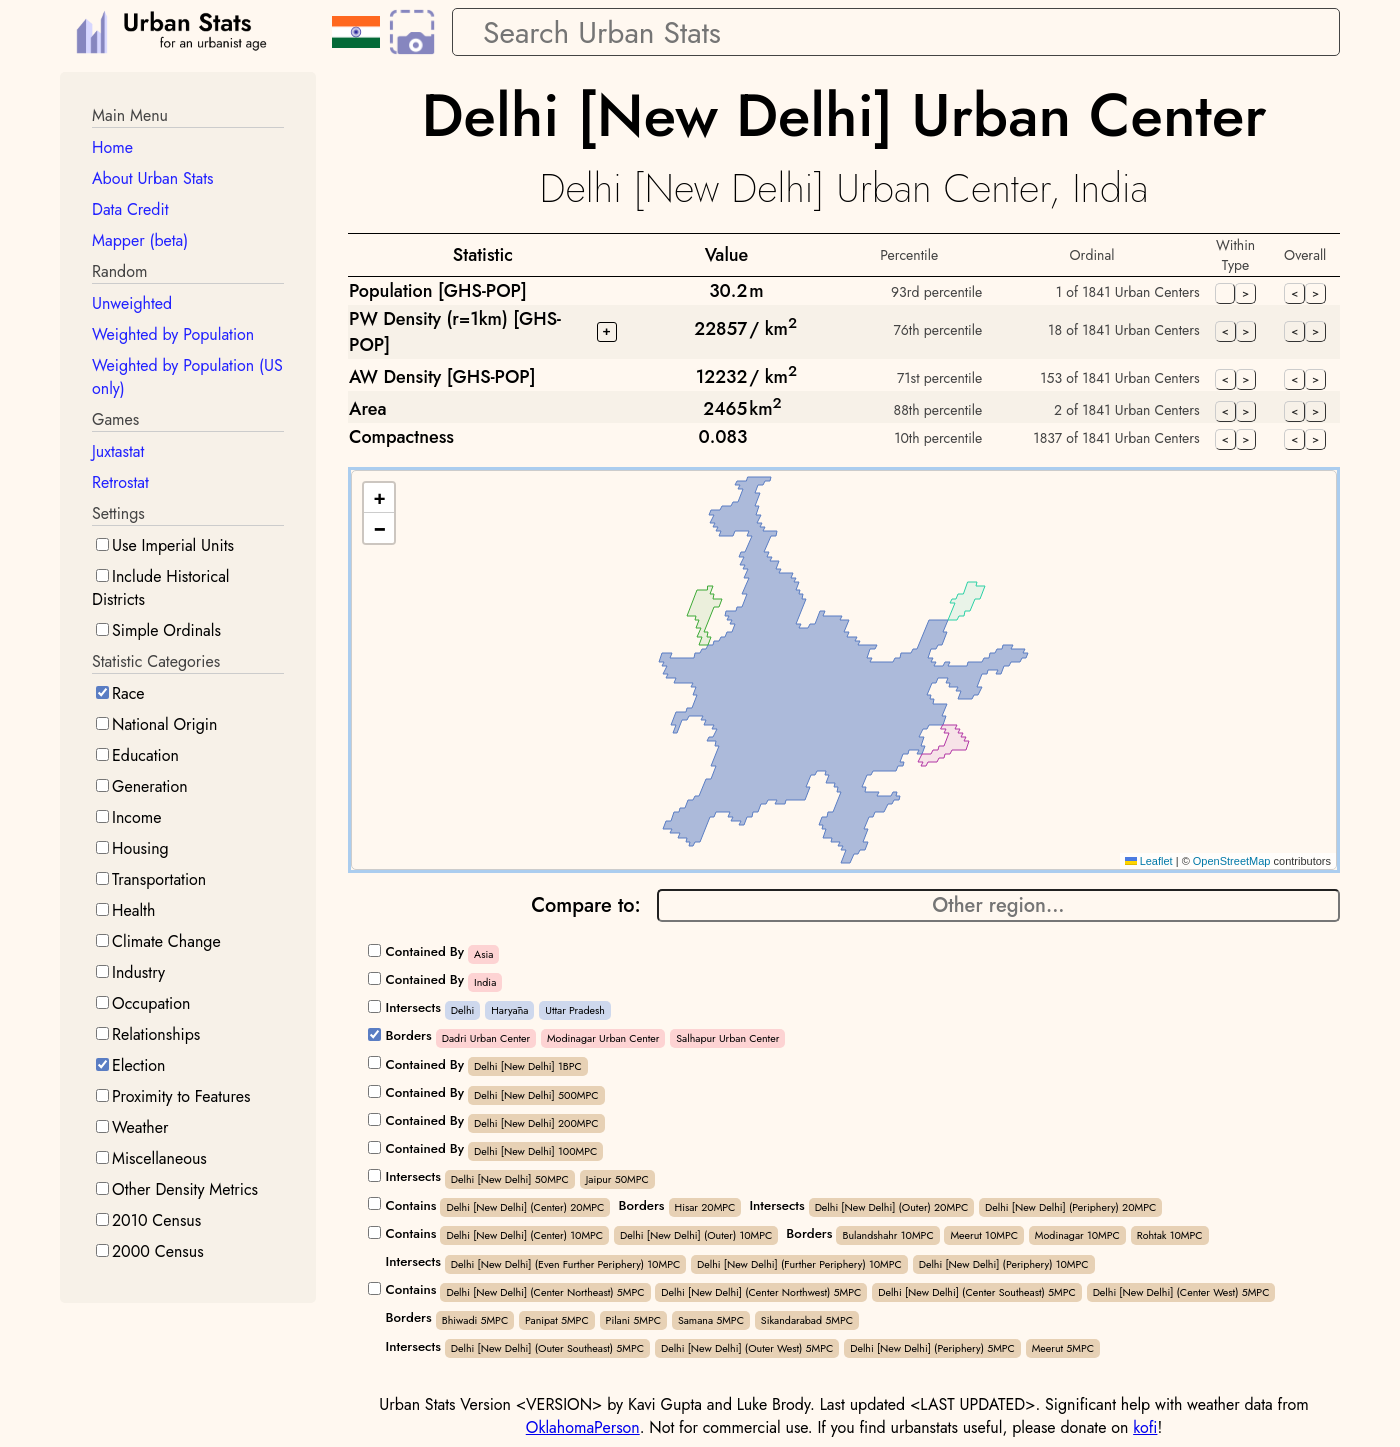 Urban Stats
for an urbanist age
Search Urban Stats
Main Menu
Home
About Urban Stats
Data Credit
Mapper (beta)
Random
Unweighted
Weighted by Population
Weighted by Population (US
only)
Games
Juxtastat
Retrostat
Settings
Use Imperial Units
Include Historical
Districts
Simple Ordinals
Statistic Categories
Race
National Origin
Education
Generation
Income
Housing
Transportation
Health
Climate Change
Industry
Occupation
Relationships
Election
Proximity to Features
Weather
Miscellaneous
Other Density Metrics
2010 Census
2000 Census
Delhi [New Delhi] Urban Center
Delhi [New Delhi] Urban Center, India
Statistic Value Percentile Ordinal Within Type Overall
Population [GHS-POP] 30.2 m 93rd percentile 1 of 1841 Urban Centers > < >
PW Density (r=1km) [GHS-
POP] + 22857 / km² 76th percentile 18 of 1841 Urban Centers < > < >
AW Density [GHS-POP] 12232 / km² 71st percentile 153 of 1841 Urban Centers < > < >
Area 2465 km² 88th percentile 2 of 1841 Urban Centers < > < >
Compactness 0.083 10th percentile 1837 of 1841 Urban Centers < > < >
+
−
Leaflet | © OpenStreetMap contributors
Compare to: Other region...
Contained By Asia
Contained By India
Intersects Delhi Haryāna Uttar Pradesh
Borders Dadri Urban Center Modinagar Urban Center Salhapur Urban Center
Contained By Delhi [New Delhi] 1BPC
Contained By Delhi [New Delhi] 500MPC
Contained By Delhi [New Delhi] 200MPC
Contained By Delhi [New Delhi] 100MPC
Intersects Delhi [New Delhi] 50MPC Jaipur 50MPC
Contains Delhi [New Delhi] (Center) 20MPC Borders Hisar 20MPC Intersects Delhi [New Delhi] (Outer) 20MPC Delhi [New Delhi] (Periphery) 20MPC
Contains Delhi [New Delhi] (Center) 10MPC Delhi [New Delhi] (Outer) 10MPC Borders Bulandshahr 10MPC Meerut 10MPC Modinagar 10MPC Rohtak 10MPC
Intersects Delhi [New Delhi] (Even Further Periphery) 10MPC Delhi [New Delhi] (Further Periphery) 10MPC Delhi [New Delhi] (Periphery) 10MPC
Contains Delhi [New Delhi] (Center Northeast) 5MPC Delhi [New Delhi] (Center Northwest) 5MPC Delhi [New Delhi] (Center Southeast) 5MPC Delhi [New Delhi] (Center West) 5MPC
Borders Bhiwadi 5MPC Panipat 5MPC Pilani 5MPC Samana 5MPC Sikandarabad 5MPC
Intersects Delhi [New Delhi] (Outer Southeast) 5MPC Delhi [New Delhi] (Outer West) 5MPC Delhi [New Delhi] (Periphery) 5MPC Meerut 5MPC
Urban Stats Version <VERSION> by Kavi Gupta and Luke Brody. Last updated <LAST UPDATED>. Significant help with weather data from
OklahomaPerson. Not for commercial use. If you find urbanstats useful, please donate on kofi!